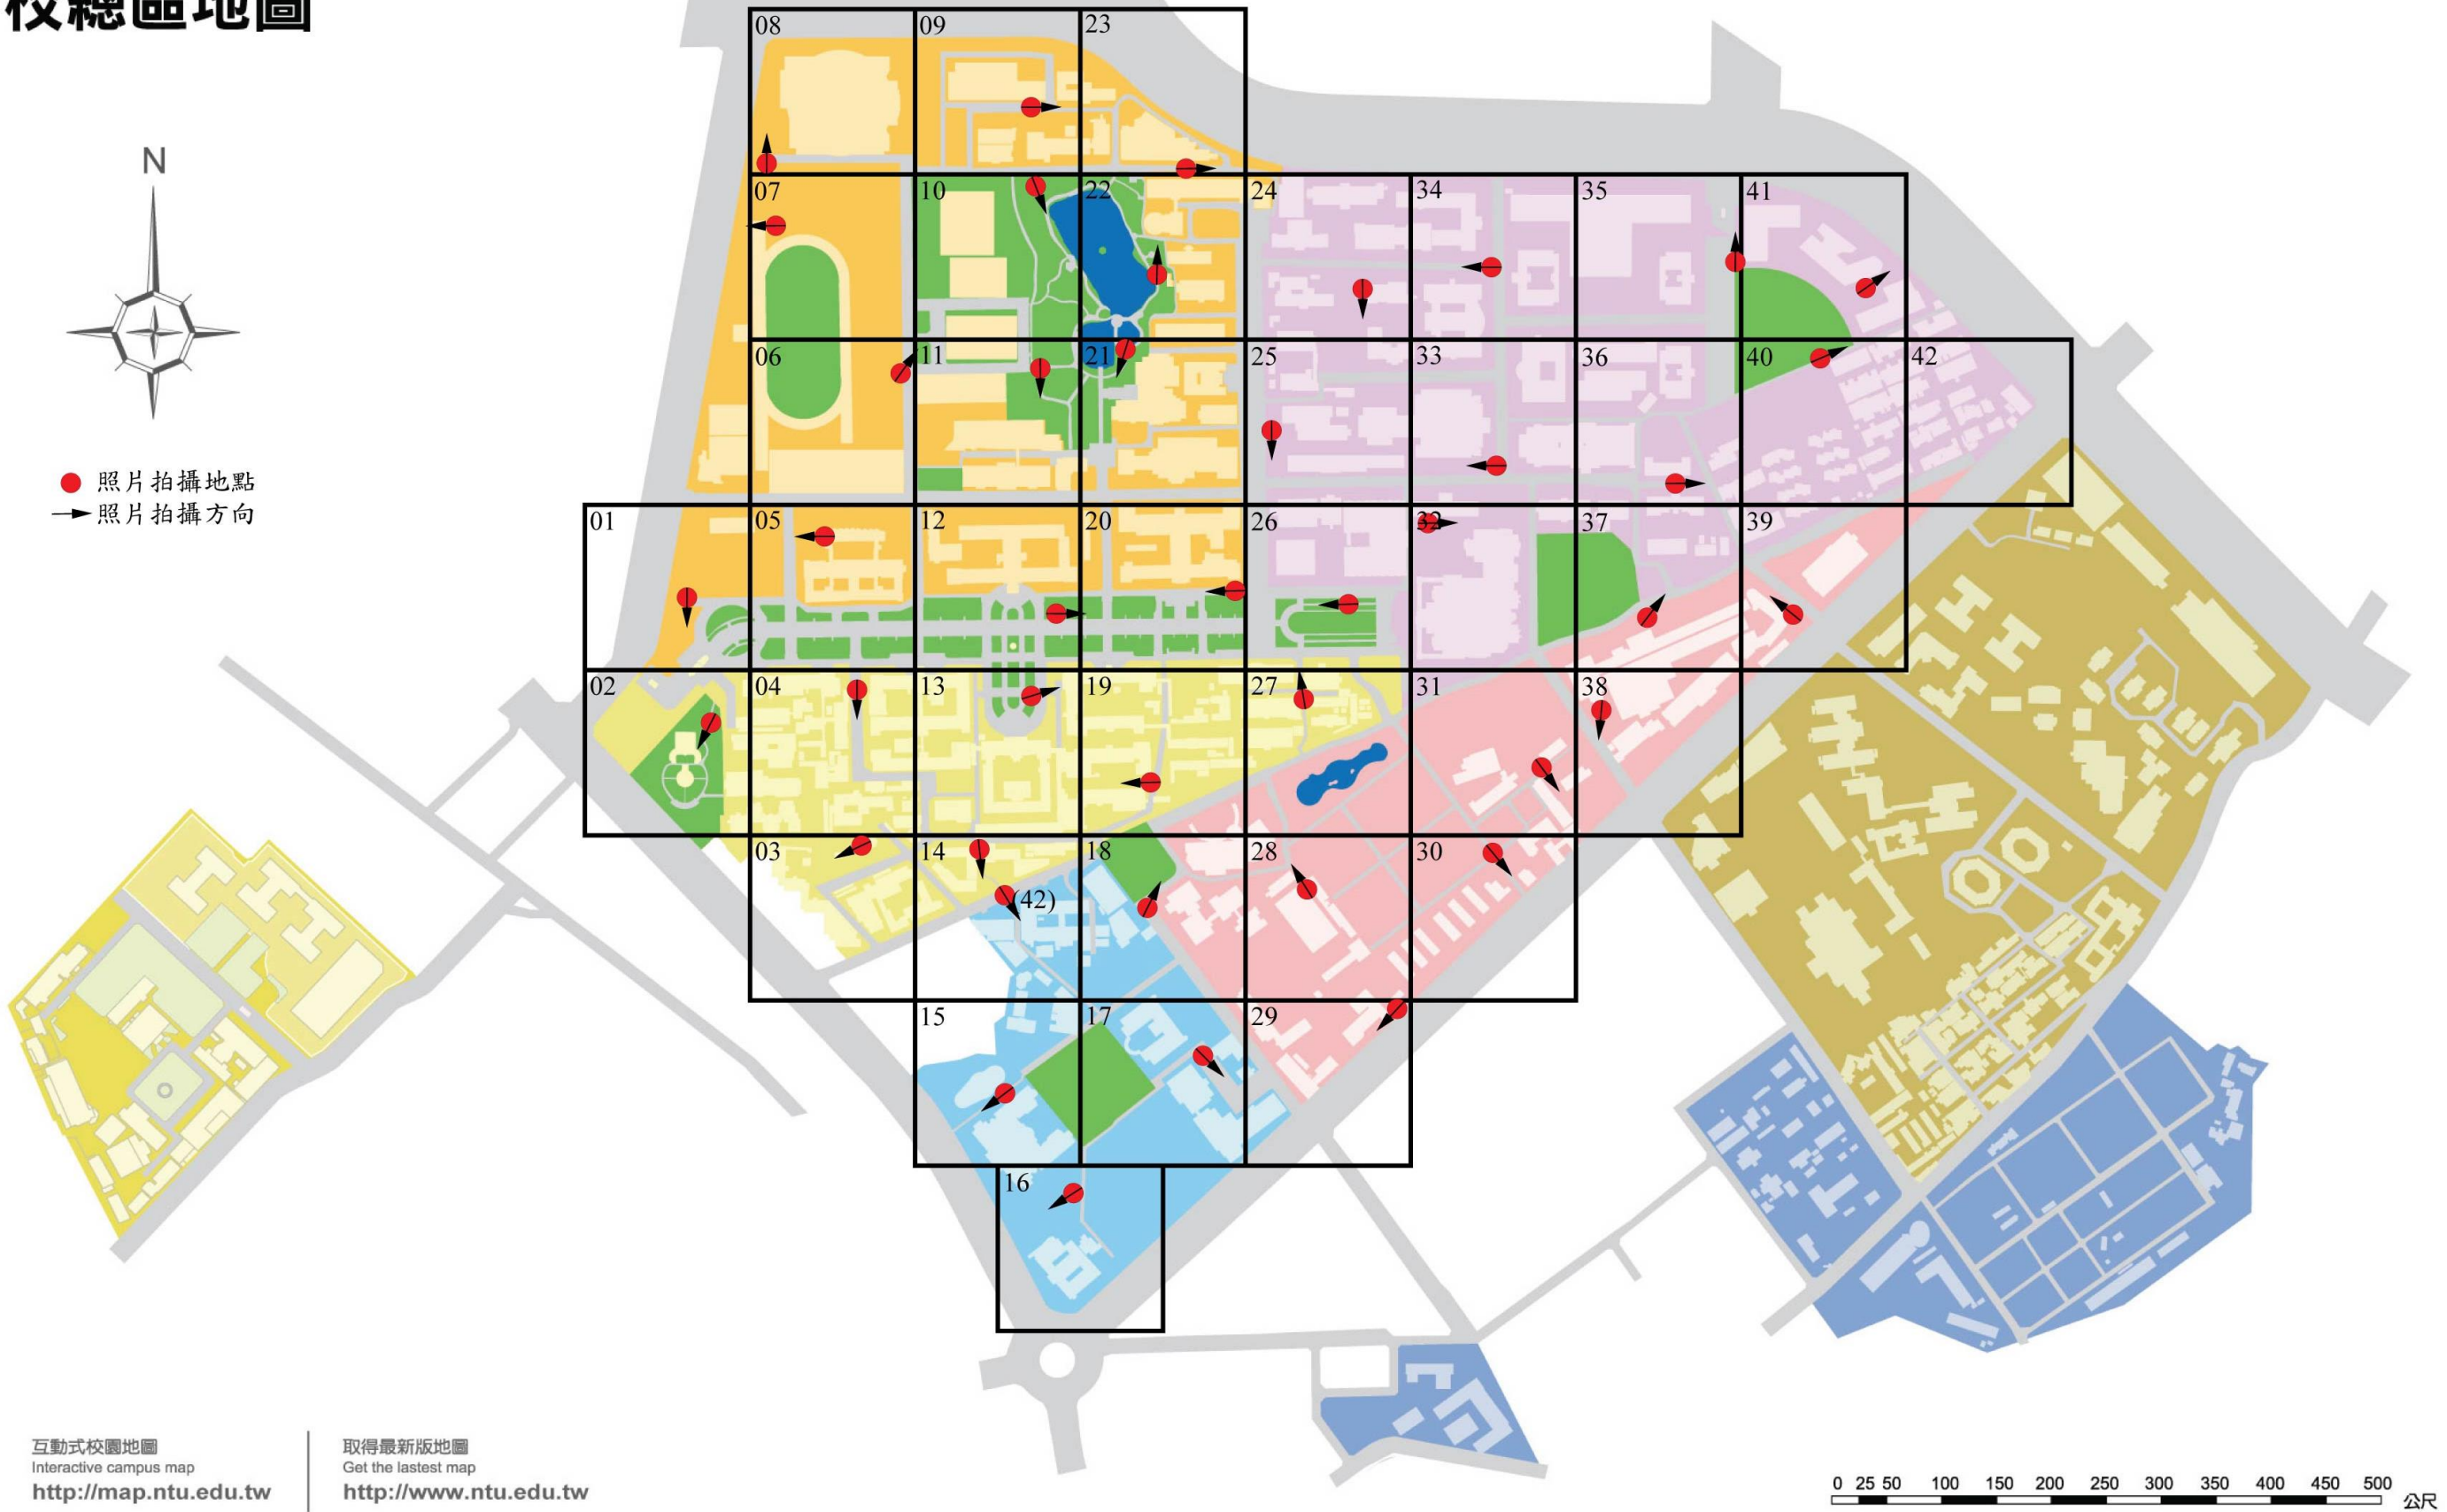 校總區地圖
08 09 23
N
07 10 22 24 34 35 41
06 11 21 25 33 36 40 42
照片拍攝地點
照片拍攝方向
01 05 12 20 26 32 37 39
02 04 13 19 27 31 38
03 14 18 28 30
(42)
15 17 29
16
互動式校園地圖
Interactive campus map
http://map.ntu.edu.tw
取得最新版地圖
Get the lastest map
http://www.ntu.edu.tw
0 25 50 100 150 200 250 300 350 400 450 500 公尺